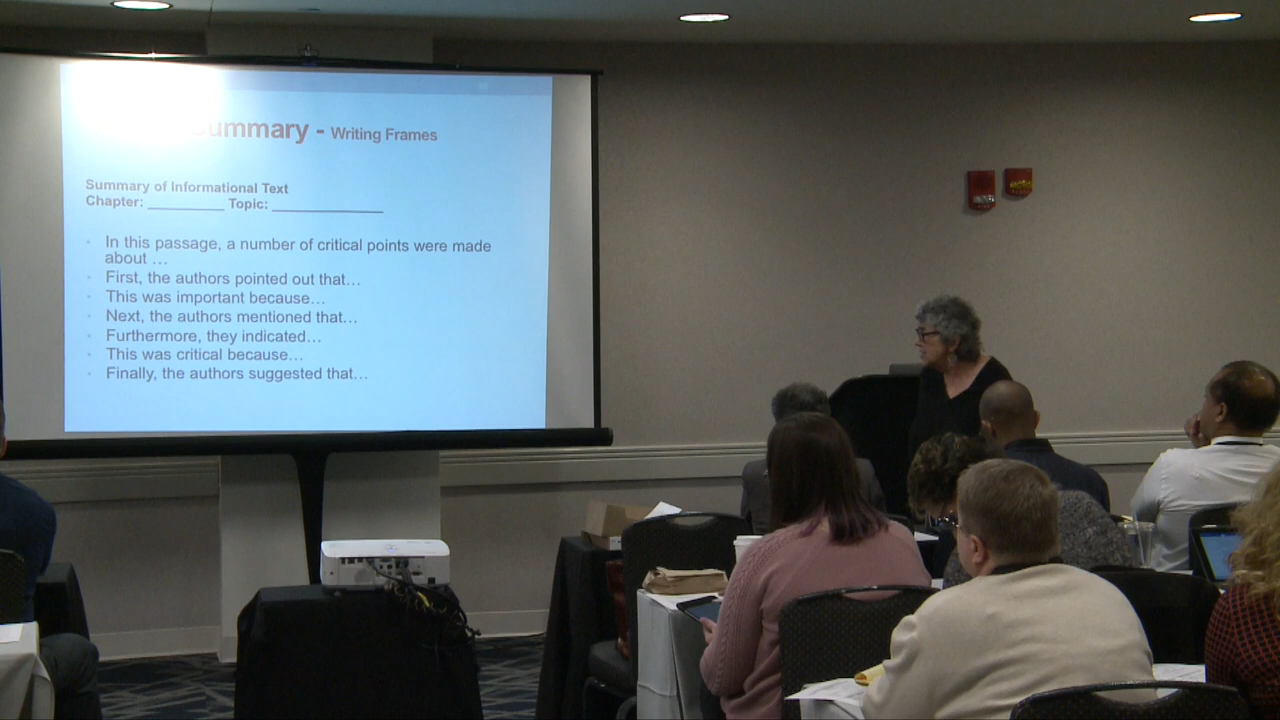 Summary - Writing Frames
Summary of Informational Text
Chapter: __________ Topic: _______________
· In this passage, a number of critical points were made
about …
· First, the authors pointed out that…
· This was important because…
· Next, the authors mentioned that…
· Furthermore, they indicated…
· This was critical because…
· Finally, the authors suggested that…